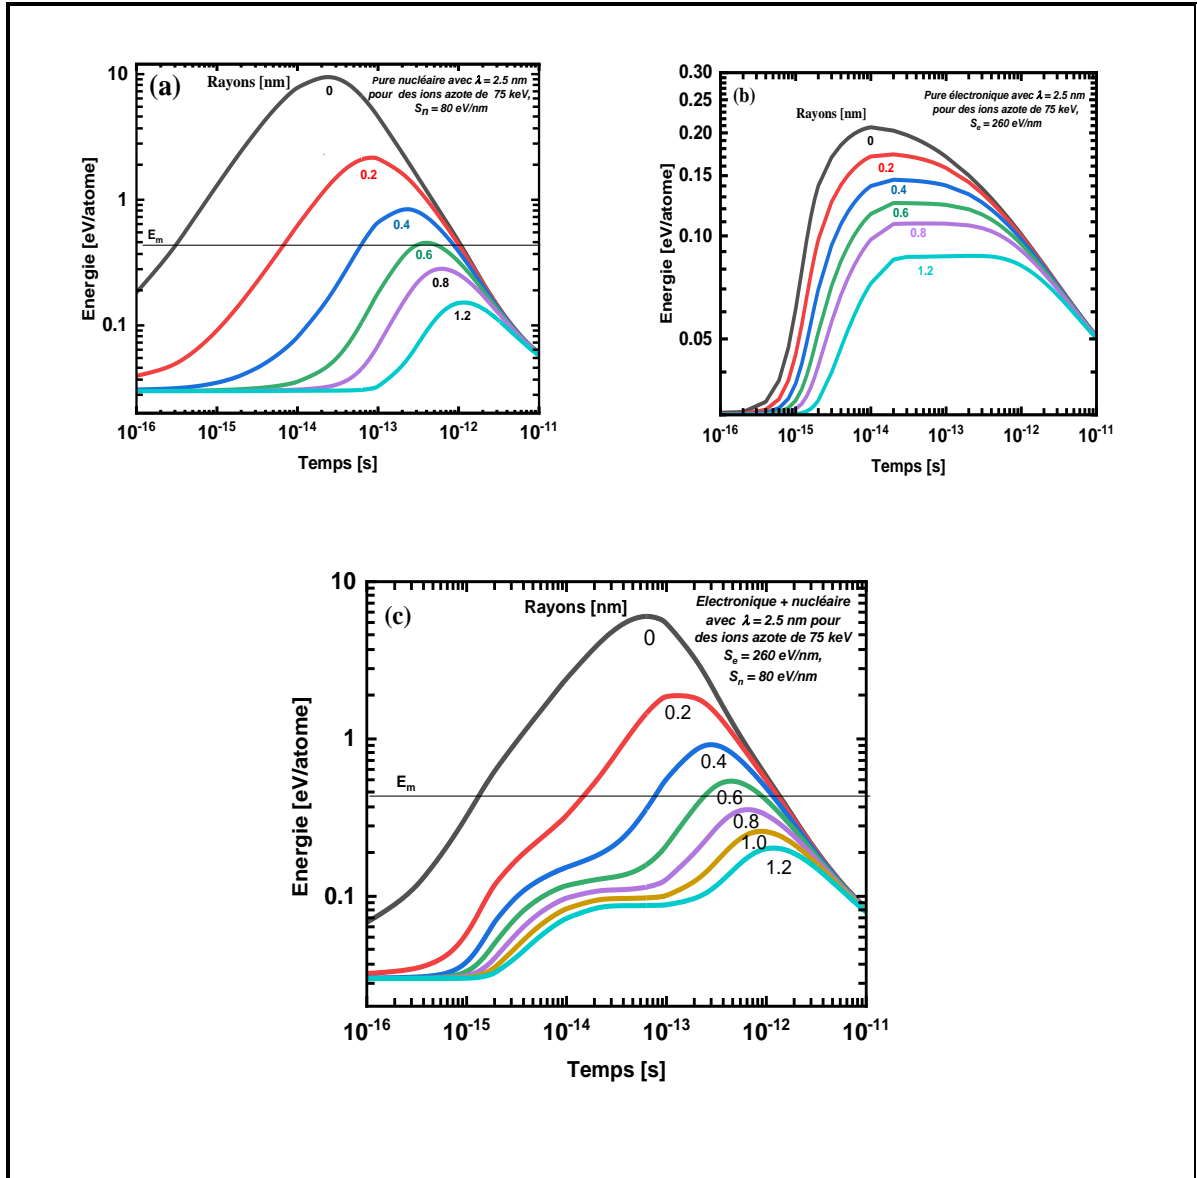 (a)
Rayons [nm]
Pure nucléaire avec λ = 2.5 nm
pour des ions azote de 75 keV,
Sn = 80 eV/nm
0
0.2
0.4
0.6
0.8
1.2
Em
10
1
0.1
Energie [eV/atome]
10-16 10-15 10-14 10-13 10-12 10-11
Temps [s]
(b)
Pure électronique avec λ = 2.5 nm
pour des ions azote de 75 keV,
Se = 260 eV/nm
Rayons [nm]
0
0.2
0.4
0.6
0.8
1.2
0.30
0.25
0.20
0.15
0.10
0.05
Energie [eV/atome]
10-16 10-15 10-14 10-13 10-12 10-11
Temps [s]
(c)
Rayons [nm]
Electronique + nucléaire
avec λ = 2.5 nm pour
des ions azote de 75 keV
Se = 260 eV/nm,
Sn = 80 eV/nm
0
0.2
0.4
0.6
0.8
1.0
1.2
Em
10
1
0.1
Energie [eV/atome]
10-16 10-15 10-14 10-13 10-12 10-11
Temps [s]